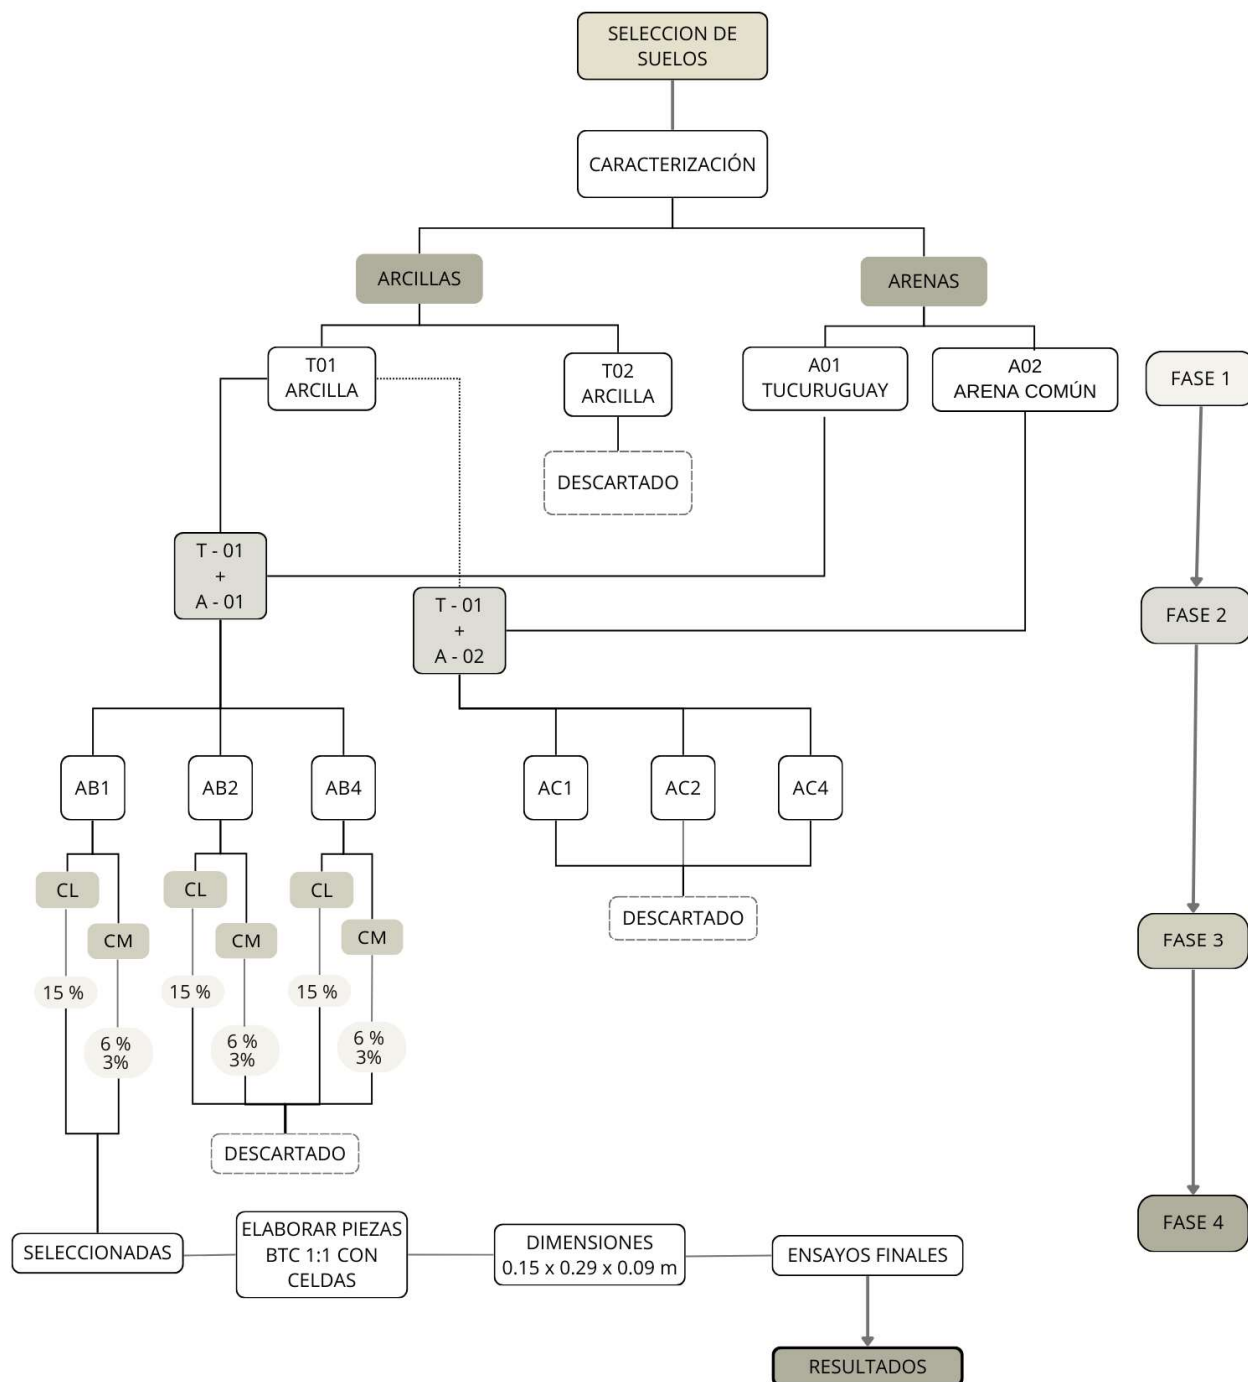 SELECCION DE
SUELOS
CARACTERIZACIÓN
ARCILLAS
ARENAS
T01
ARCILLA
T02
ARCILLA
A01
TUCURUGUAY
A02
ARENA COMÚN
FASE 1
DESCARTADO
T - 01
+
A - 01
T - 01
+
A - 02
FASE 2
AB1
AB2
AB4
AC1
AC2
AC4
CL
CM
CL
CM
CL
CM
DESCARTADO
FASE 3
15 %
6 %
3%
15 %
6 %
3%
15 %
6 %
3%
DESCARTADO
FASE 4
SELECCIONADAS
ELABORAR PIEZAS
BTC 1:1 CON
CELDAS
DIMENSIONES
0.15 x 0.29 x 0.09 m
ENSAYOS FINALES
RESULTADOS